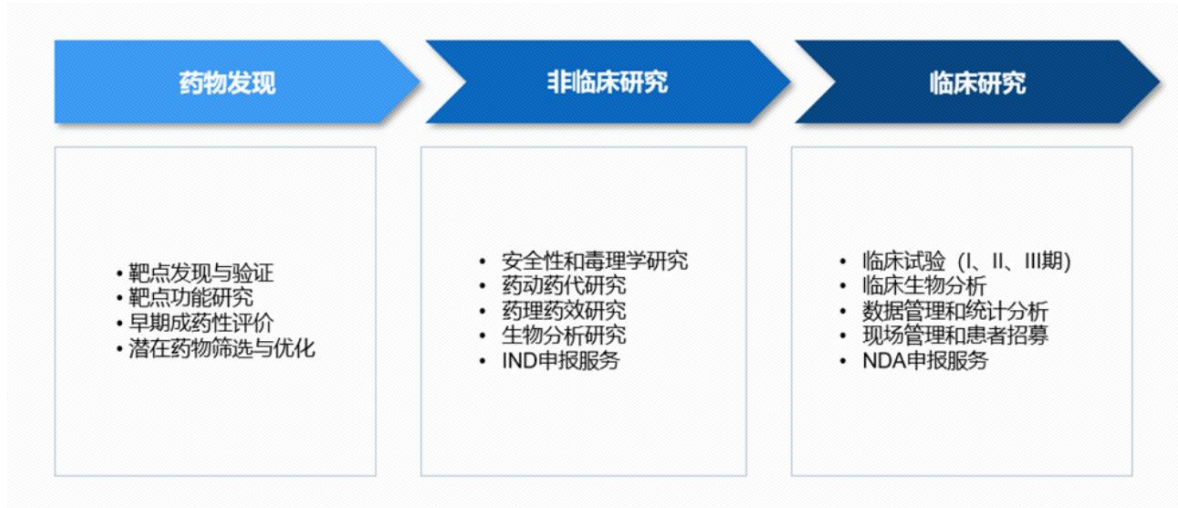 药物发现
非临床研究
临床研究
• 靶点发现与验证
• 靶点功能研究
• 早期成药性评价
• 潜在药物筛选与优化
• 安全性和毒理学研究
• 药动药代研究
• 药理药效研究
• 生物分析研究
• IND申报服务
• 临床试验（I、II、III期）
• 临床生物分析
• 数据管理和统计分析
• 现场管理和患者招募
• NDA申报服务